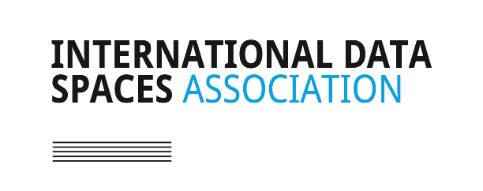 INTERNATIONAL DATA
SPACES ASSOCIATION